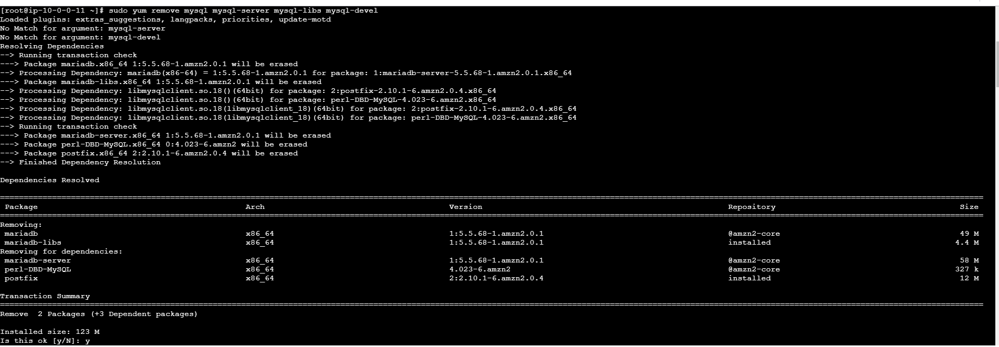 [root@ip-10-0-0-11 ~]# sudo yum remove mysql mysql-server mysql-libs mysql-devel
Loaded plugins: extras_suggestions, langpacks, priorities, update-motd
No Match for argument: mysql-server
No Match for argument: mysql-devel
Resolving Dependencies
--> Running transaction check
---> Package mariadb.x86_64 1:5.5.68-1.amzn2.0.1 will be erased
--> Processing Dependency: mariadb(x86-64) = 1:5.5.68-1.amzn2.0.1 for package: 1:mariadb-server-5.5.68-1.amzn2.0.1.x86_64
---> Package mariadb-libs.x86_64 1:5.5.68-1.amzn2.0.1 will be erased
--> Processing Dependency: libmysqlclient.so.18()(64bit) for package: 2:postfix-2.10.1-6.amzn2.0.4.x86_64
--> Processing Dependency: libmysqlclient.so.18()(64bit) for package: perl-DBD-MySQL-4.023-6.amzn2.x86_64
--> Processing Dependency: libmysqlclient.so.18(libmysqlclient_18)(64bit) for package: 2:postfix-2.10.1-6.amzn2.0.4.x86_64
--> Processing Dependency: libmysqlclient.so.18(libmysqlclient_18)(64bit) for package: perl-DBD-MySQL-4.023-6.amzn2.x86_64
--> Running transaction check
---> Package mariadb-server.x86_64 1:5.5.68-1.amzn2.0.1 will be erased
---> Package perl-DBD-MySQL.x86_64 0:4.023-6.amzn2 will be erased
---> Package postfix.x86_64 2:2.10.1-6.amzn2.0.4 will be erased
--> Finished Dependency Resolution
Dependencies Resolved
Package Arch Version Repository Size
Removing:
mariadb x86_64 1:5.5.68-1.amzn2.0.1 @amzn2-core 49 M
mariadb-libs x86_64 1:5.5.68-1.amzn2.0.1 installed 4.4 M
Removing for dependencies:
mariadb-server x86_64 1:5.5.68-1.amzn2.0.1 @amzn2-core 58 M
perl-DBD-MySQL x86_64 4.023-6.amzn2 @amzn2-core 327 k
postfix x86_64 2:2.10.1-6.amzn2.0.4 installed 12 M
Transaction Summary
Remove  2 Packages (+3 Dependent packages)
Installed size: 123 M
Is this ok [y/N]: y